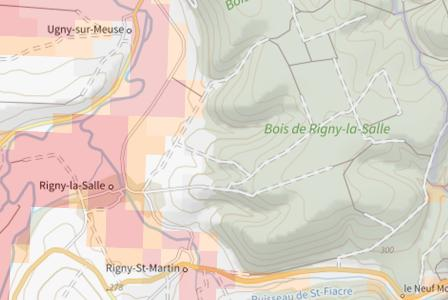 Bois
Ugny-sur-Meuse
Bois de Rigny-la-Salle
Rigny-la-Salle
300
Rigny-St-Martin
278
le Neuf
Ruisseau de St-Fiacre